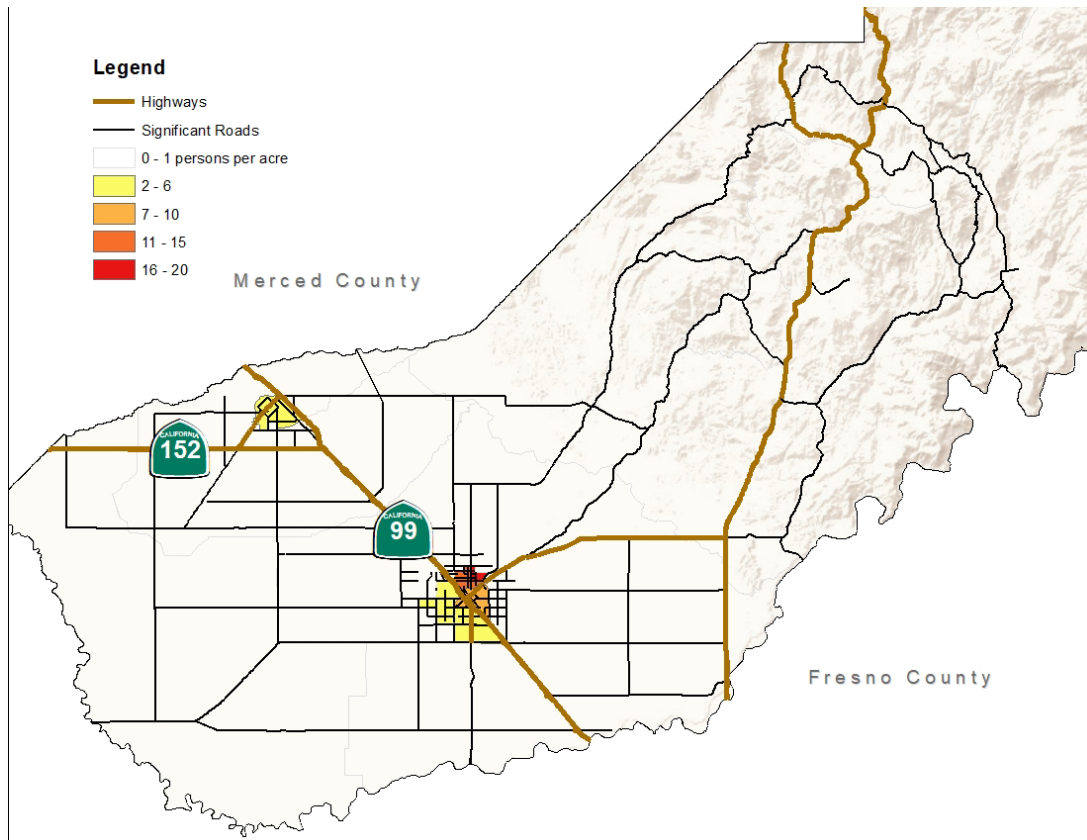 Legend
Highways
Significant Roads
0 - 1 persons per acre
2 - 6
7 - 10
11 - 15
16 - 20
Merced County
CALIFORNIA
152
CALIFORNIA
99
Fresno County